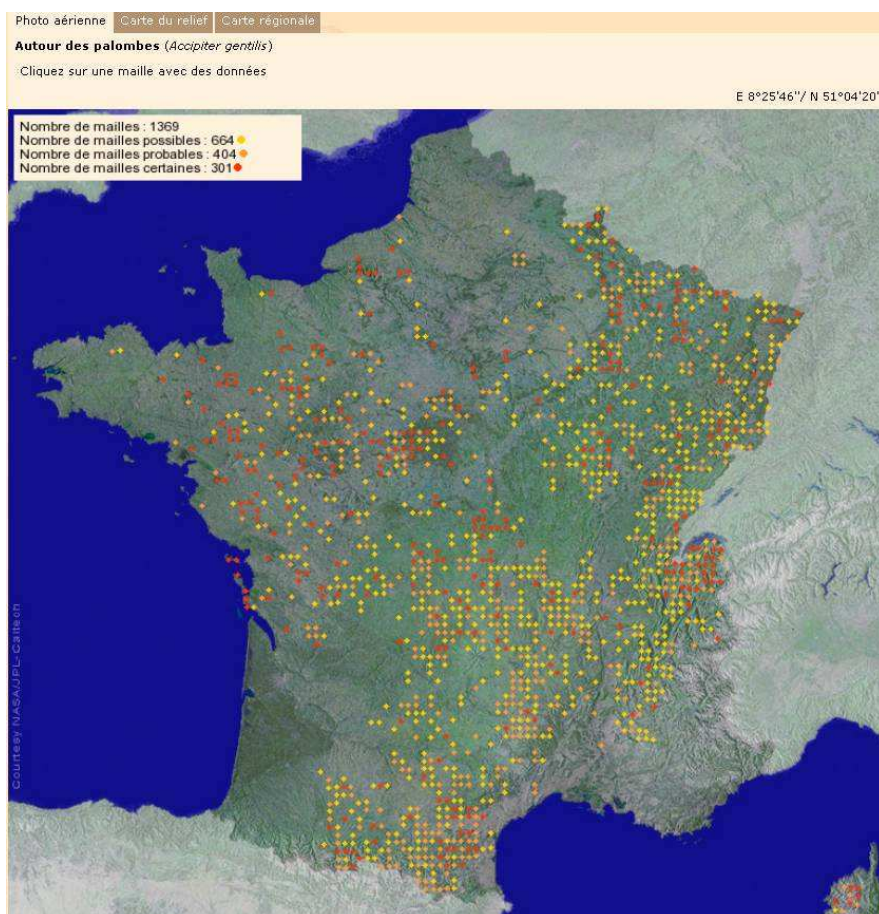 Photo aérienne Carte du relief Carte régionale
Autour des palombes (Accipiter gentilis)
Cliquez sur une maille avec des données
E 8°25'46''/ N 51°04'20'
Nombre de mailles : 1369
Nombre de mailles possibles : 664
Nombre de mailles probables : 404
Nombre de mailles certaines : 301
Courtesy NASA/JPL-Caltech